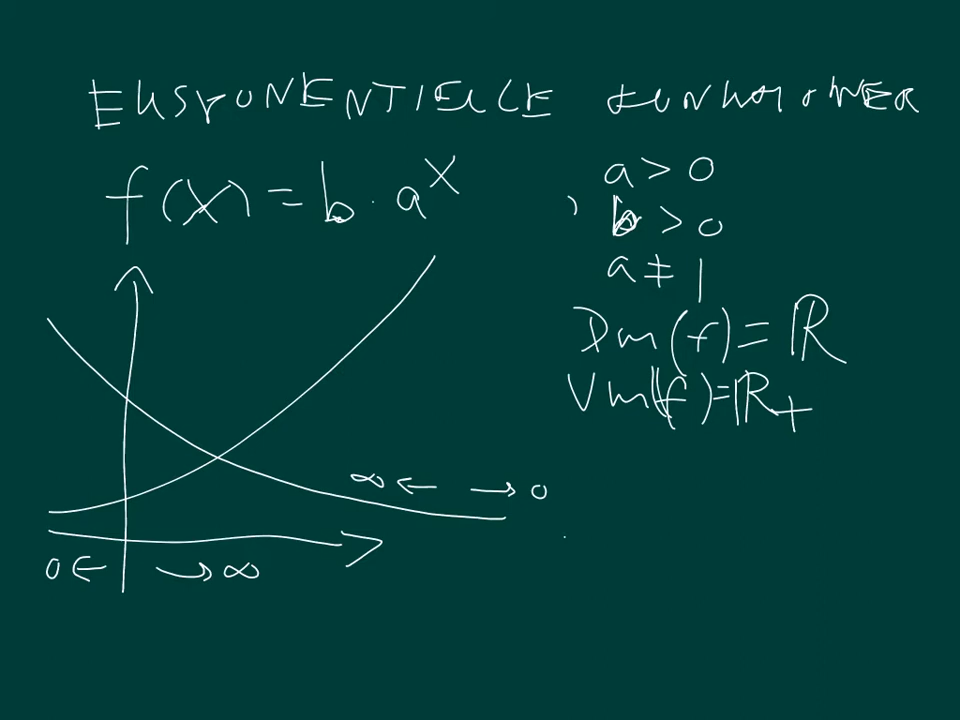 EKSPONENTIELLE FUNKTIONER
f(x) = b · a^x , a > 0
b > 0
a ≠ 1
Dm(f) = ℝ
Vm(f) = ℝ+
∞ ← → 0
0 ← → ∞